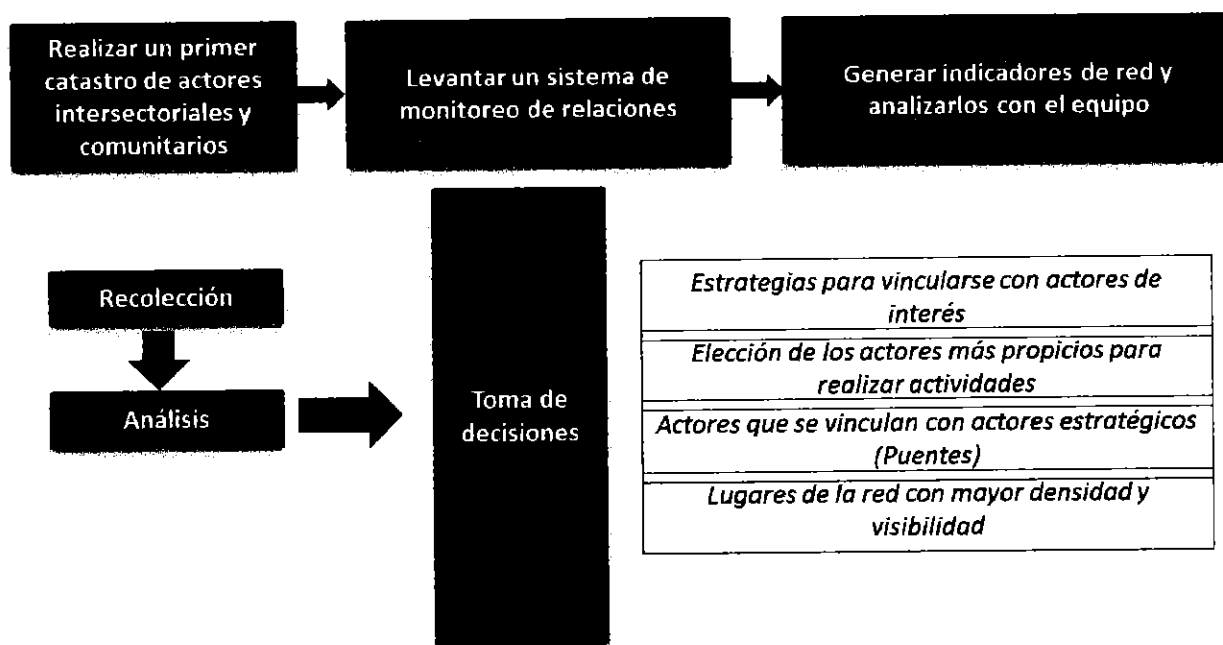 Realizar un primer
catastro de actores
intersectoriales y
comunitarios
Levantar un sistema de
monitoreo de relaciones
Generar indicadores de red y
analizarlos con el equipo
Recolección
Análisis
Toma de
decisiones
Estrategias para vincularse con actores de
interés
Elección de los actores más propicios para
realizar actividades
Actores que se vinculan con actores estratégicos
(Puentes)
Lugares de la red con mayor densidad y
visibilidad